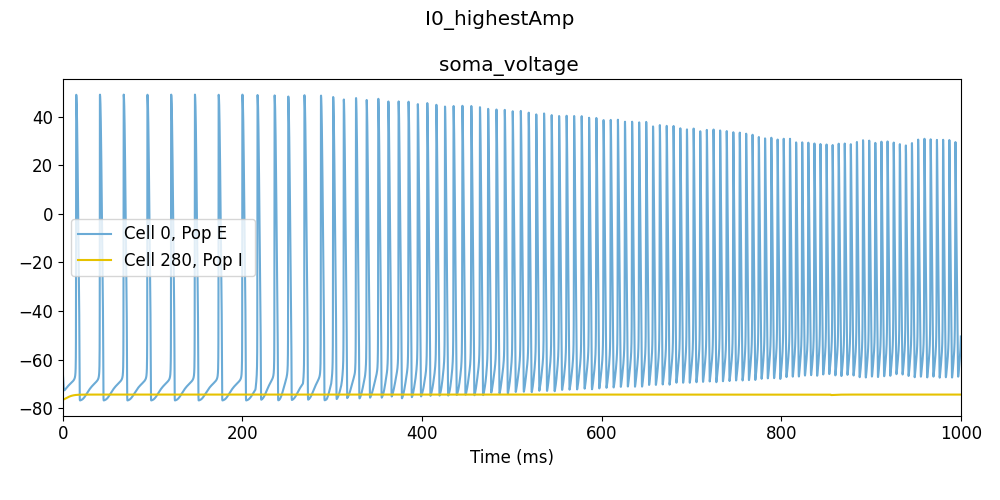 I0_highestAmp
soma_voltage
40
20
0
−20
−40
−60
−80
Cell 0, Pop E
Cell 280, Pop I
0 200 400 600 800 1000
Time (ms)